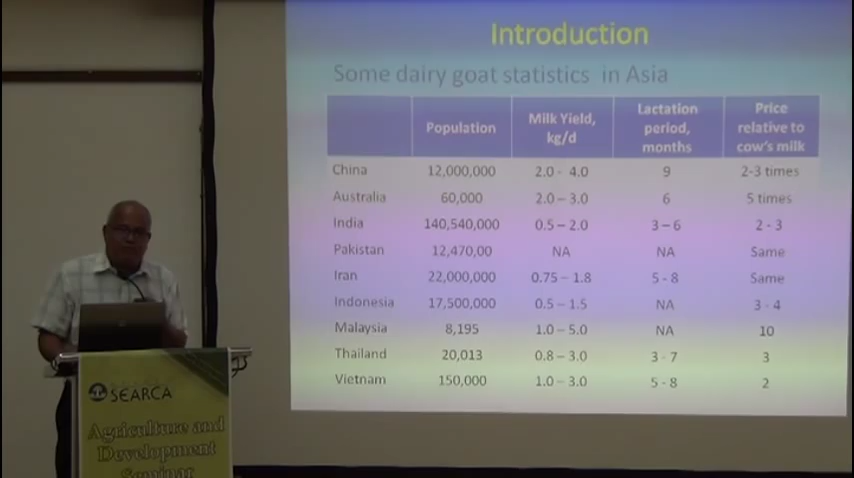 Introduction
Some dairy goat statistics in Asia
Population Milk Yield, kg/d Lactation period, months Price relative to cow's milk
China 12,000,000 2.0 - 4.0 9 2-3 times
Australia 60,000 2.0 – 3.0 6 5 times
India 140,540,000 0.5 – 2.0 3 – 6 2 - 3
Pakistan 12,470,00 NA NA Same
Iran 22,000,000 0.75 – 1.8 5 - 8 Same
Indonesia 17,500,000 0.5 – 1.5 NA 3 - 4
Malaysia 8,195 1.0 – 5.0 NA 10
Thailand 20,013 0.8 – 3.0 3 - 7 3
Vietnam 150,000 1.0 – 3.0 5 - 8 2
SEARCA
Agriculture and
Development
Seminar